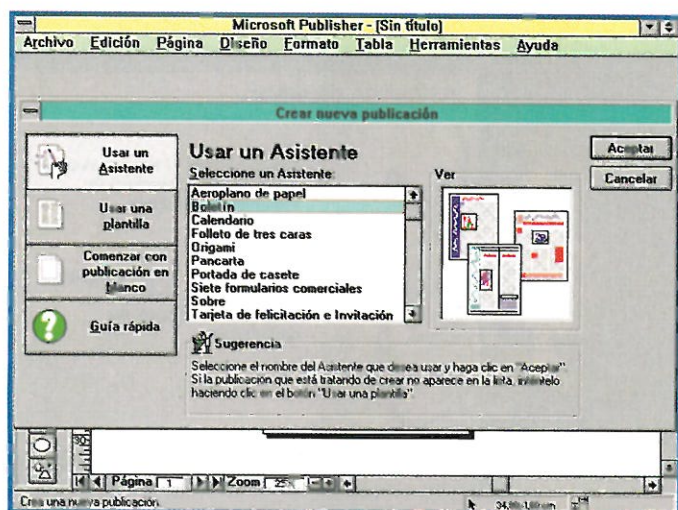 Microsoft Publisher - [Sin título]
Archivo Edición Página Diseño Formato Tabla Herramientas Ayuda
Crear nueva publicación
Usar un Asistente
Usar una plantilla
Comenzar con publicación en blanco
Guía rápida
Usar un Asistente
Seleccione un Asistente:
Aeroplano de papel
Boletín
Calendario
Folleto de tres caras
Origami
Pancarta
Portada de casete
Siete formularios comerciales
Sobre
Tarjeta de felicitación e Invitación
Ver
Aceptar
Cancelar
Sugerencia
Seleccione el nombre del Asistente que desea usar y haga clic en "Aceptar".
Si la publicación que está tratando de crear no aparece en la lista, inténtelo
haciendo clic en el botón "Usar una plantilla".
30
Página 1 Zoom 25%
Crea una nueva publicación.